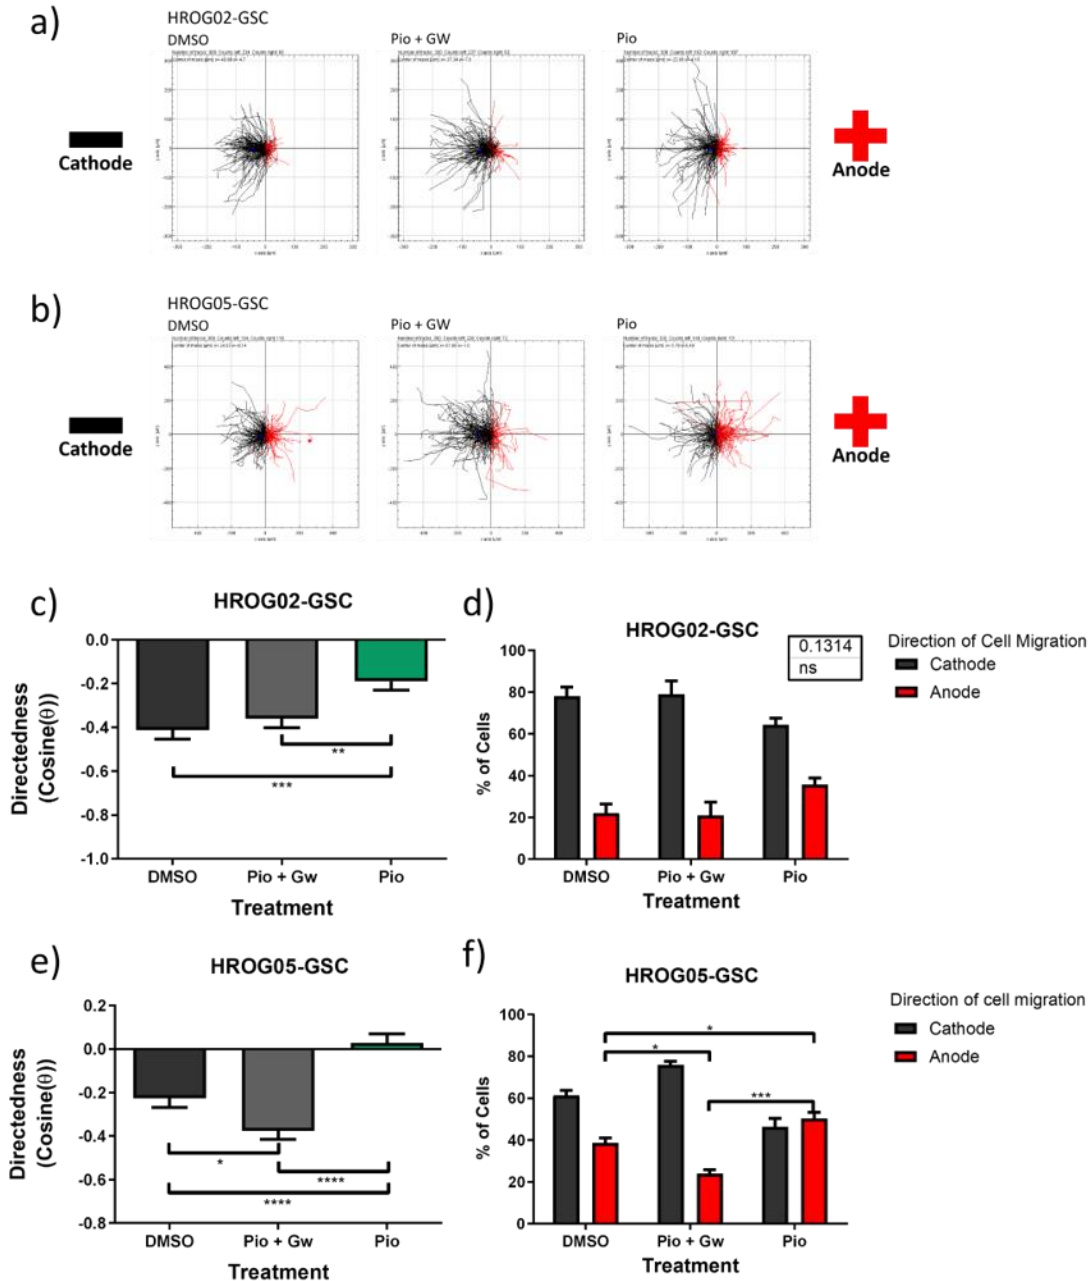 a)
HROG02-GSC
DMSO
Pio + GW
Pio
Cathode
Anode
b)
HROG05-GSC
DMSO
Pio + GW
Pio
Cathode
Anode
c)
HROG02-GSC
Directedness
(Cosine(θ))
0.0
-0.2
-0.4
-0.6
-0.8
-1.0
**
***
DMSO
Pio + Gw
Pio
Treatment
d)
HROG02-GSC
0.1314
ns
Direction of Cell Migration
Cathode
Anode
% of Cells
100
80
60
40
20
0
DMSO
Pio + Gw
Pio
Treatment
e)
HROG05-GSC
Directedness
(Cosine(θ))
0.2
0.0
-0.2
-0.4
-0.6
-0.8
*
****
****
DMSO
Pio + Gw
Pio
Treatment
f)
HROG05-GSC
Direction of cell migration
Cathode
Anode
% of Cells
100
80
60
40
20
0
*
*
***
DMSO
Pio + Gw
Pio
Treatment